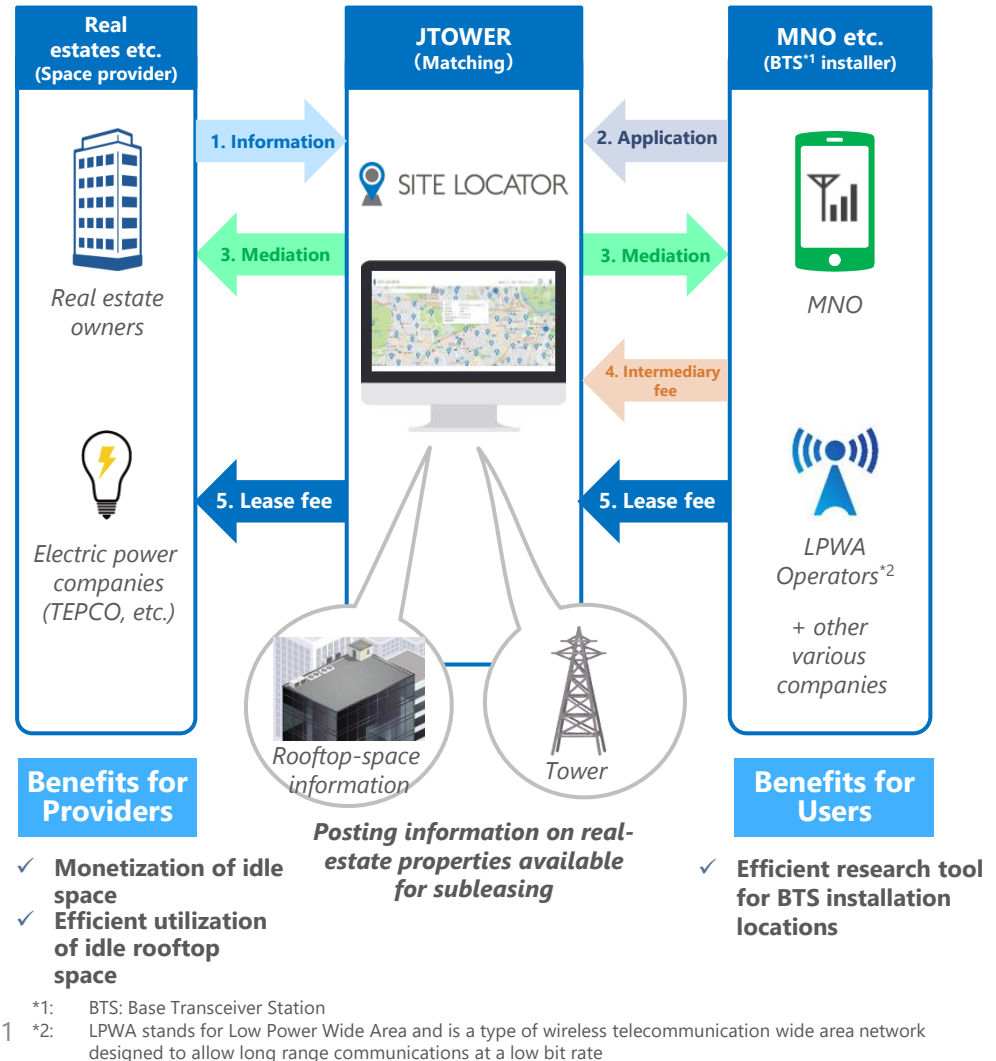 Real
estates etc.
(Space provider)
JTOWER
（Matching）
MNO etc.
(BTS*1 installer)
1. Information
2. Application
SITE LOCATOR
3. Mediation
3. Mediation
Real estate
owners
MNO
4. Intermediary
fee
5. Lease fee
5. Lease fee
Electric power
companies
(TEPCO, etc.)
LPWA
Operators*2
+ other
various
companies
Rooftop-space
information
Tower
Benefits for
Providers
Benefits for
Users
Posting information on real-
estate properties available
for subleasing
✓ Monetization of idle
space
✓ Efficient utilization
of idle rooftop
space
✓ Efficient research tool
for BTS installation
locations
*1: BTS: Base Transceiver Station
1
*2: LPWA stands for Low Power Wide Area and is a type of wireless telecommunication wide area network
designed to allow long range communications at a low bit rate